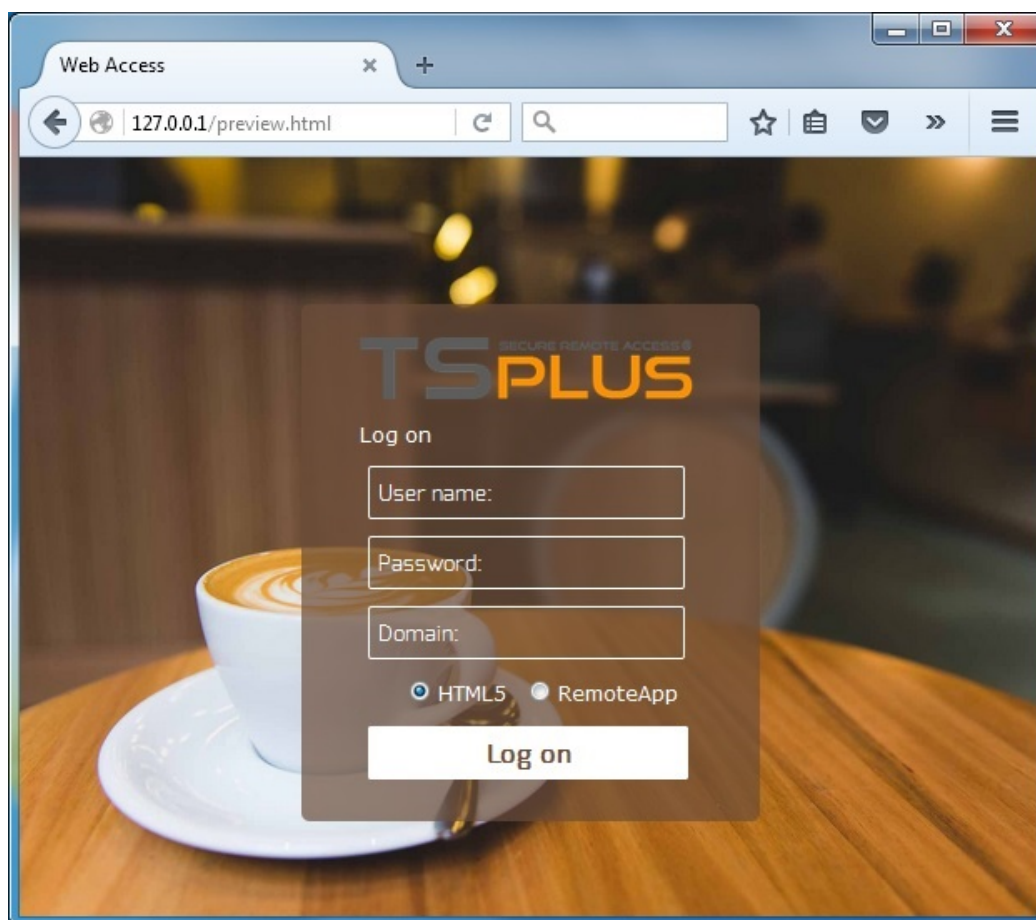 Web Access
127.0.0.1/preview.html
SECURE REMOTE ACCESS
TSPLUS
Log on
User name:
Password:
Domain:
HTML5 RemoteApp
Log on